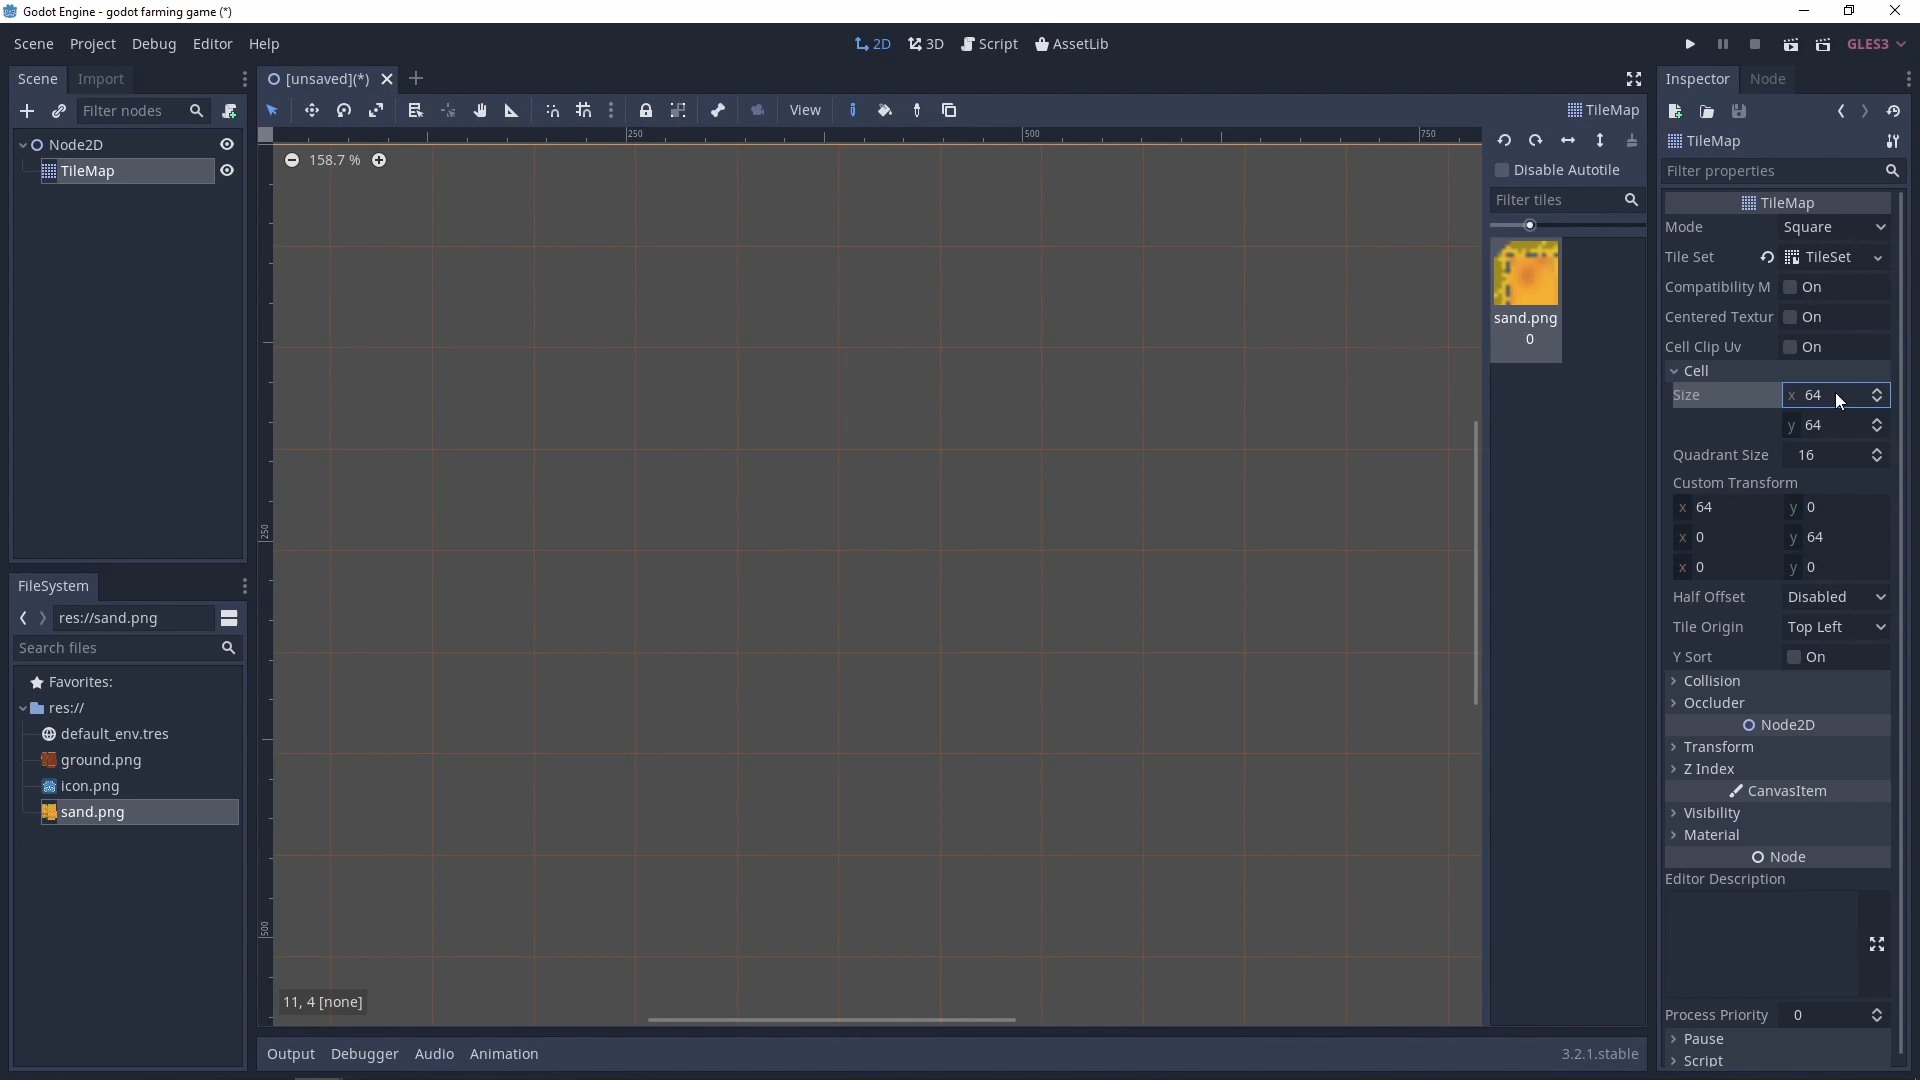 Godot Engine - godot farming game (*)
Scene Project Debug Editor Help
2D 3D Script AssetLib
GLES3
Scene Import
Filter nodes
Node2D
TileMap
FileSystem
res://sand.png
Search files
Favorites:
res://
default_env.tres
ground.png
icon.png
sand.png
[unsaved](*)
View
TileMap
250 500 750
158.7 %
250
500
11, 4 [none]
Disable Autotile
Filter tiles
sand.png
0
Output Debugger Audio Animation
3.2.1.stable
Inspector Node
TileMap
Filter properties
TileMap
Mode Square
Tile Set TileSet
Compatibility M On
Centered Textur On
Cell Clip Uv On
Cell
Size x 64
y 64
Quadrant Size 16
Custom Transform
x 64 y 0
x 0 y 64
x 0 y 0
Half Offset Disabled
Tile Origin Top Left
Y Sort On
Collision
Occluder
Node2D
Transform
Z Index
CanvasItem
Visibility
Material
Node
Editor Description
Process Priority 0
Pause
Script